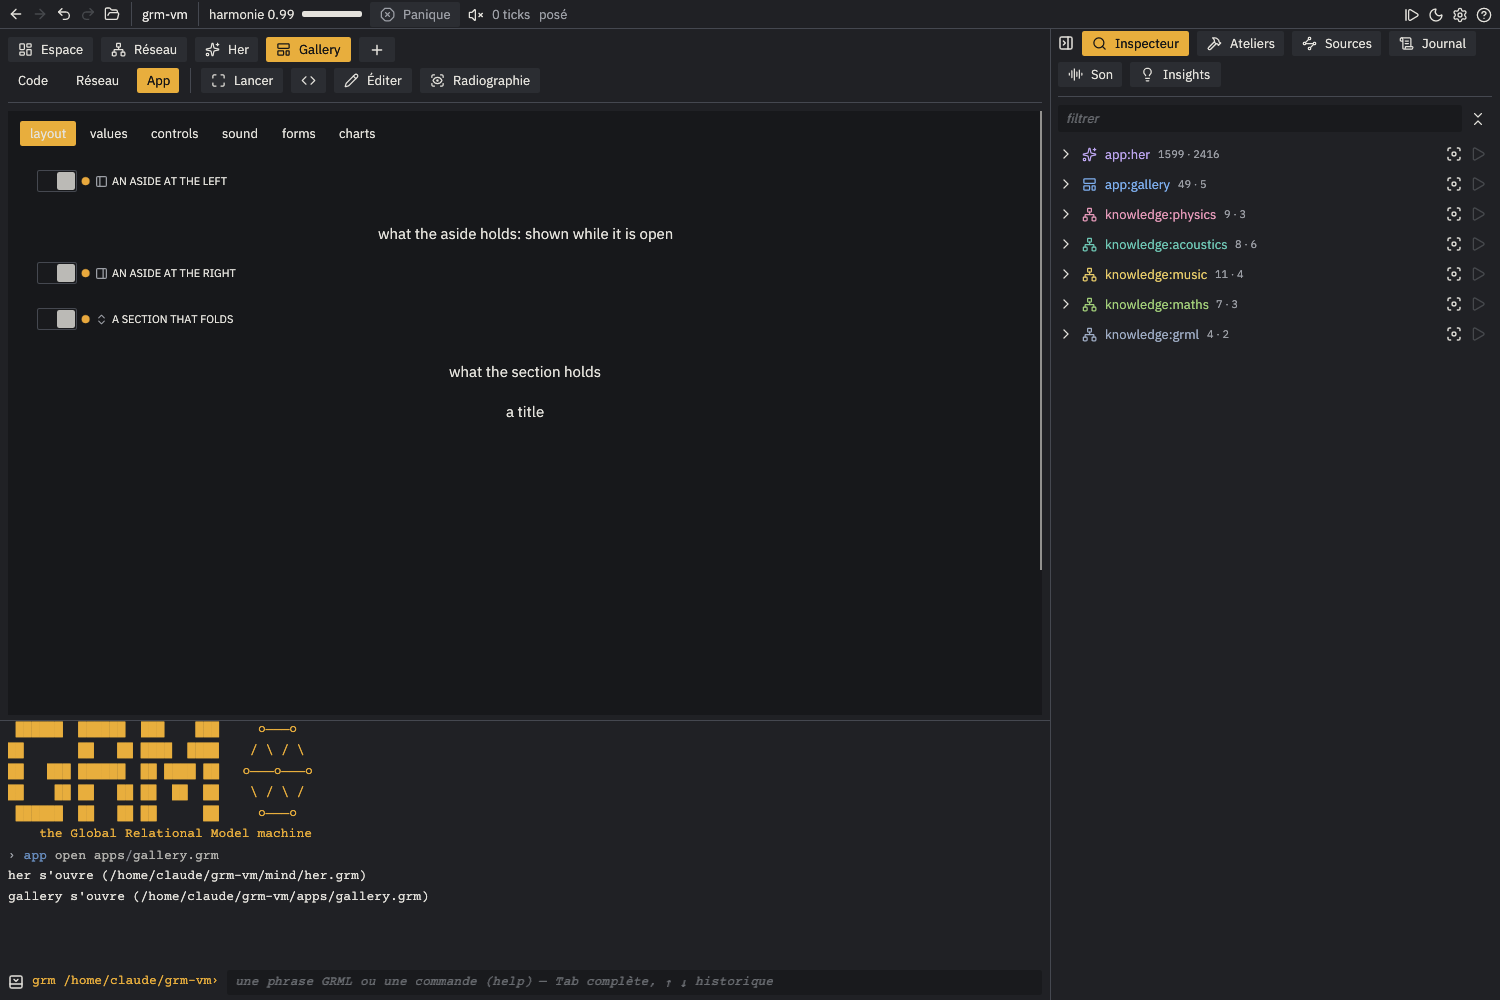 grm-vm harmonie 0.99 Panique 0 ticks posé
Espace Réseau Her Gallery
Code Réseau App Lancer Éditer Radiographie
layout values controls sound forms charts
AN ASIDE AT THE LEFT
what the aside holds: shown while it is open
AN ASIDE AT THE RIGHT
A SECTION THAT FOLDS
what the section holds
a title
the Global Relational Model machine
› app open apps/gallery.grm
her s'ouvre (/home/claude/grm-vm/mind/her.grm)
gallery s'ouvre (/home/claude/grm-vm/apps/gallery.grm)
grm /home/claude/grm-vm› une phrase GRML ou une commande (help) — Tab complète, ↑ ↓ historique
Inspecteur Ateliers Sources Journal
Son Insights
filtrer
app:her 1599 · 2416
app:gallery 49 · 5
knowledge:physics 9 · 3
knowledge:acoustics 8 · 6
knowledge:music 11 · 4
knowledge:maths 7 · 3
knowledge:grml 4 · 2